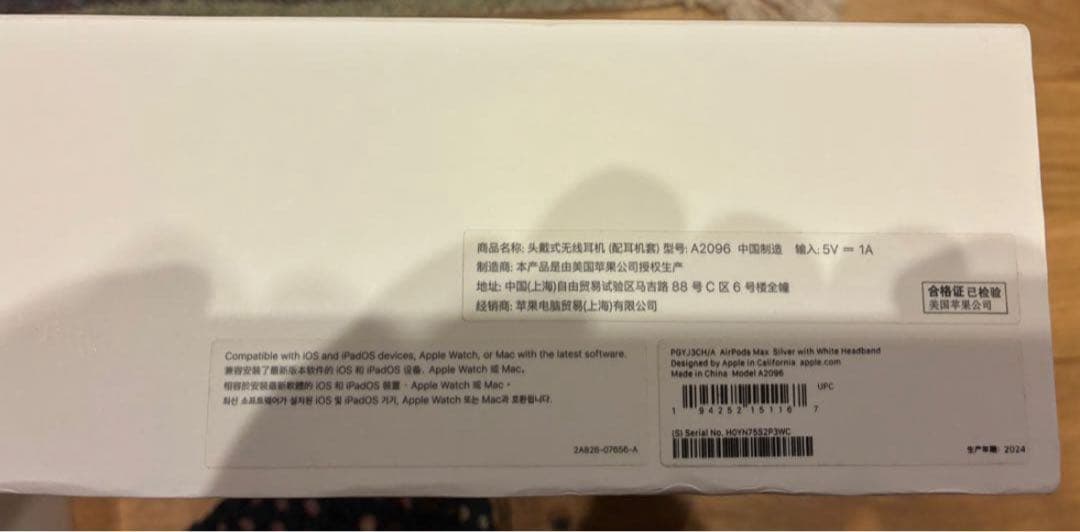 商品名称: 头戴式无线耳机 (配耳机套) 型号: A2096 中国制造 输入: 5V ⎓ 1A
制造商: 本产品是由美国苹果公司授权生产
地址: 中国(上海)自由贸易试验区马吉路 88 号 C 区 6 号楼全幢
经销商: 苹果电脑贸易(上海)有限公司
合格证 已检验
美国苹果公司
Compatible with iOS and iPadOS devices, Apple Watch, or Mac with the latest software.
兼容安装了最新版本软件的 iOS 和 iPadOS 设备、Apple Watch 或 Mac。
相容於安裝最新軟體的 iOS 和 iPadOS 裝置、Apple Watch 或 Mac。
최신 소프트웨어가 설치된 iOS 및 iPadOS 기기, Apple Watch 또는 Mac과 호환됩니다.
2AB26-07656-A
PGYJ3CH/A AirPods Max Silver with White Headband
Designed by Apple in California apple.com
Made in China Model A2096
UPC
1 94252 15116 7
(S) Serial No. H0YN75S2P3WC
生产年期: 2024